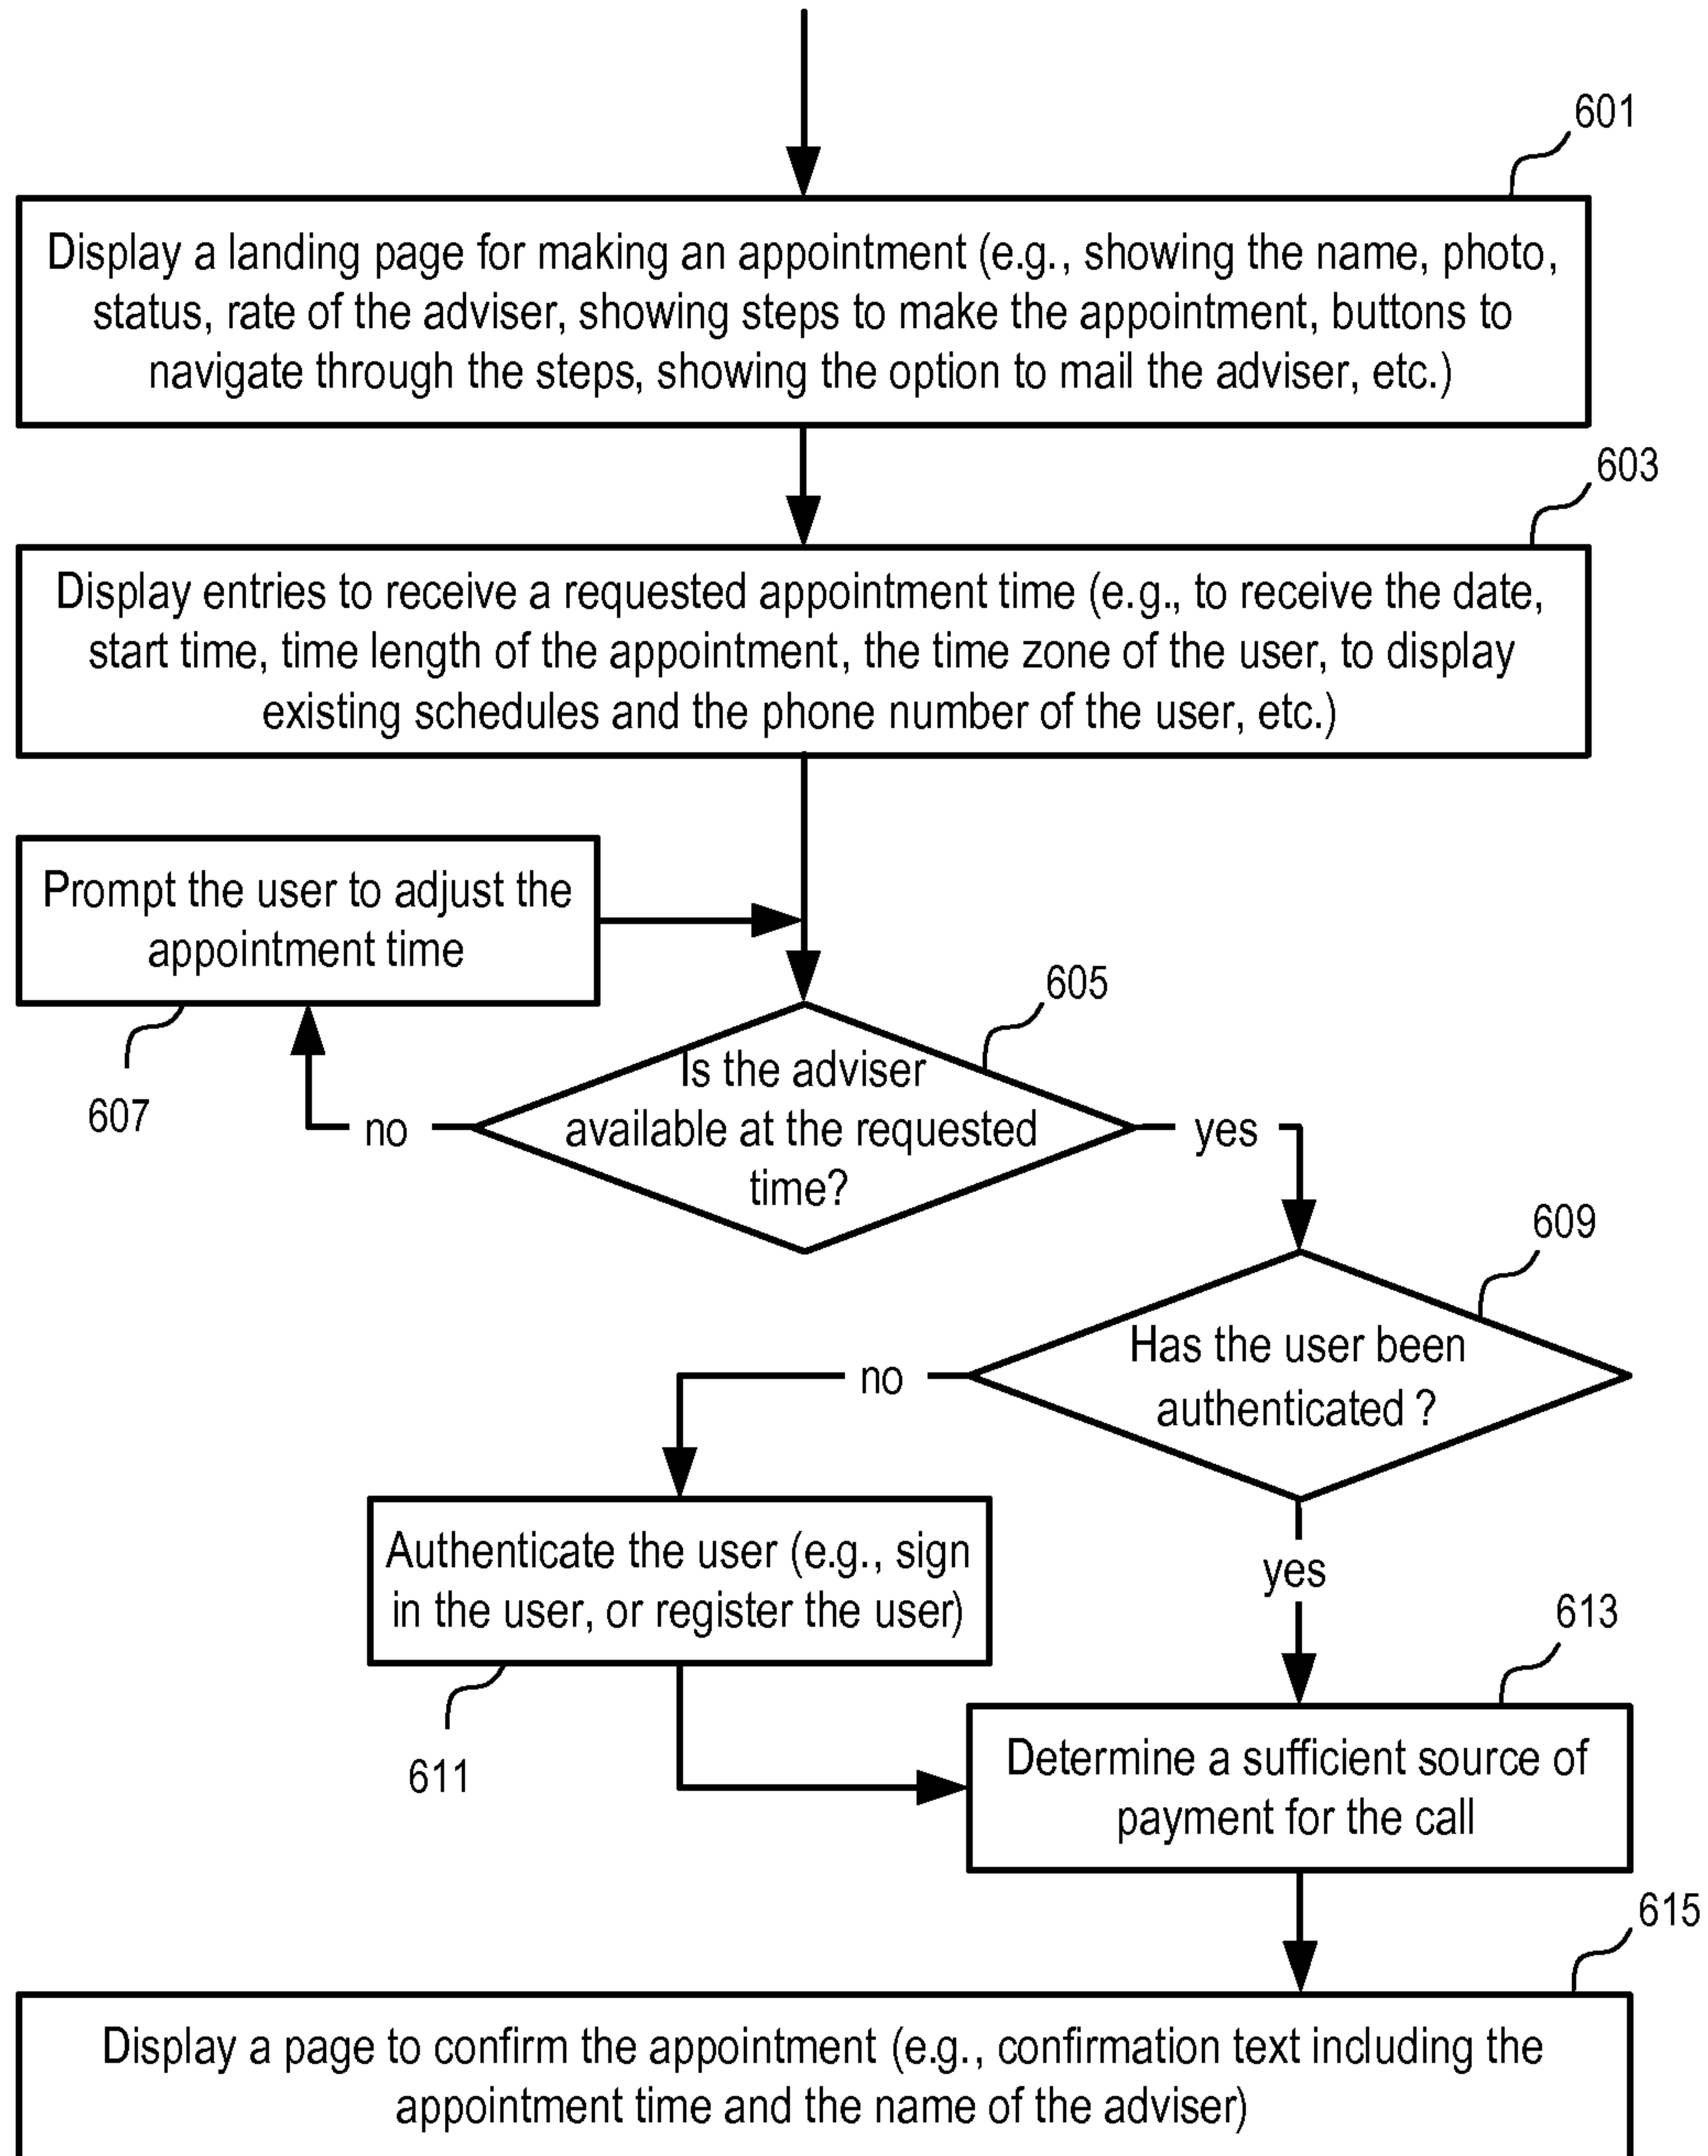 601
Display a landing page for making an appointment (e.g., showing the name, photo,
status, rate of the adviser, showing steps to make the appointment, buttons to
navigate through the steps, showing the option to mail the adviser, etc.)
603
Display entries to receive a requested appointment time (e.g., to receive the date,
start time, time length of the appointment, the time zone of the user, to display
existing schedules and the phone number of the user, etc.)
Prompt the user to adjust the
appointment time
607
605
Is the adviser
available at the requested
time?
no
yes
609
Has the user been
authenticated ?
no
yes
Authenticate the user (e.g., sign
in the user, or register the user)
611
613
Determine a sufficient source of
payment for the call
615
Display a page to confirm the appointment (e.g., confirmation text including the
appointment time and the name of the adviser)